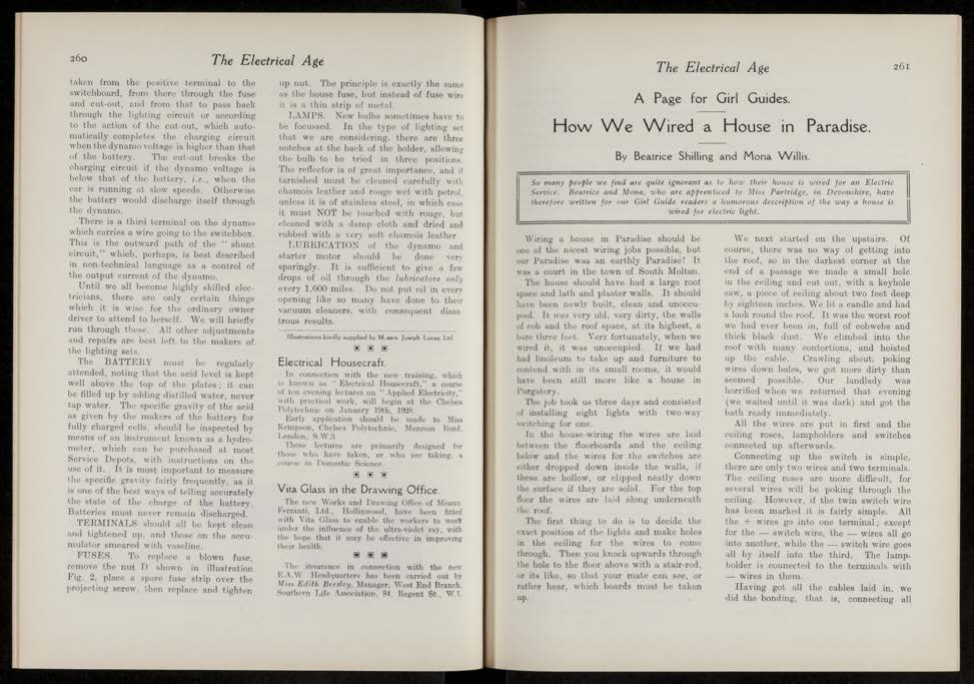 260
The Electrical Age
taken from the positive terminal to the
switchboard, from there through the fuse
and cut-out, and from that to pass back
through the lighting circuit or according
to the action of the cut-out, which auto-
matically completes the charging circuit
when the dynamo voltage is higher than that
of the battery. The cut-out breaks the
charging circuit if the dynamo voltage is
below that of the battery, i.e., when the
car is running at slow speeds. Otherwise
the battery would discharge itself through
the dynamo.
There is a third terminal on the dynamo
which carries a wire going to the switchbox.
This is the outward path of the " shunt
circuit," which, perhaps, is best described
in non-technical language as a control of
the output current of the dynamo.
Until we all become highly skilled elec-
tricians, there are only certain things
which it is wise for the ordinary owner
driver to attend to herself. We will briefly
run through these. All other adjustments
and repairs are best left to the makers of
the lighting sets.
The BATTERY must be regularly
attended, noting that the acid level is kept
well above the top of the plates; it can
be filled up by adding distilled water, never
tap water. The specific gravity of the acid
as given by the makers of the battery for
fully charged cells, should be inspected by
means of an instrument known as a hydro-
meter, which can be purchased at most
Service Depots, with instructions on the
use of it. It is most important to measure
the specific gravity fairly frequently, as it
is one of the best ways of telling accurately
the state of the charge of the battery.
Batteries must never remain discharged.
TERMINALS should all be kept clean
and tightened up, and those on the accu-
mulator smeared with vaseline.
FUSES. To replace a blown fuse,
remove the nut D shown in illustration
Fig. 2, place a spare fuse strip over the
projecting screw, then replace and tighten
up nut. The principle is exactly the same
as the house fuse, but instead of fuse wire
it is a thin strip of metal.
LAMPS. New bulbs sometimes have to
be focussed. In the type of lighting set
that we are considering, there are three
notches at the back of the holder, allowing
the bulb to be tried in three positions.
The reflector is of great importance, and if
tarnished must be cleaned carefully with
chamois leather and rouge wet with petrol,
unless it is of stainless steel, in which case
it must NOT be touched with rouge, but
cleaned with a damp cloth and dried and
rubbed with a very soft chamois leather.
LUBRICATION of the dynamo and
starter motor should be done very
sparingly. It is sufficient to give a few
drops of oil through the lubricators only
every 1,000 miles. Do not put oil in every
opening like so many have done to their
vacuum cleaners, with consequent disas
trous results.
Illustrations kindly supplied by Messrs. Joseph Lucas, Ltd
Electrical Housecraft.
In connection with the new training, which
is known as " Electrical Housecraft," a course
of ten evening lectures on " Applied Electricity,"
with practical work, will begin at the Chelsea
Polytechnic on January 19th, 1928.
Early application should be made to Miss
Kempson, Chelsea Polytechnic, Manresa Road,
London, S.W.3.
These lectures are primarily designed for
those who have taken, or who are taking, a
course in Domestic Science.
Vita Glass in the Drawing Office.
The new Works and Drawing Office of Messrs.
Ferranti, Ltd., Hollinwood, have been fitted
with Vita Glass to enable the workers to work
under the influence of the ultra-violet ray, with
the hope that it may be effective in improving
their health.
The insurance in connection with the new
E.A.W. Headquarters has been carried out by
Miss Edith Beesley, Manager, West End Branch,
Southern Life Association, 84, Regent St., W.1.
The Electrical Age
261
A Page for Girl Guides.
How We Wired a House in Paradise.
By Beatrice Shilling and Mona Willis.
So many people we find are quite ignorant as to how their house is wired for an Electric
Service. Beatrice and Mona, who are apprenticed to Miss Partridge, in Devonshire, have
therefore written for our Girl Guide readers a humorous description of the way a house is
wired for electric light.
Wiring a house in Paradise should be
one of the nicest wiring jobs possible, but
our Paradise was an earthly Paradise! It
was a court in the town of South Molton.
The house should have had a large roof
space and lath and plaster walls. It should
have been newly built, clean and unoccu-
pied. It was very old, very dirty, the walls
of cob and the roof space, at its highest, a
bare three feet. Very fortunately, when we
wired it, it was unoccupied. If we had
had linoleum to take up and furniture to
contend with in its small rooms, it would
have been still more like a house in
Purgatory.
The job took us three days and consisted
of installing eight lights with two-way
switching for one.
In the house-wiring the wires are laid
between the floorboards and the ceiling
below and the wires for the switches are
either dropped down inside the walls, if
these are hollow, or clipped neatly down
the surface if they are solid. For the top
floor the wires are laid along underneath
the roof.
The first thing to do is to decide the
exact position of the lights and make holes
in the ceiling for the wires to come
through. Then you knock upwards through
the hole to the floor above with a stair-rod,
or its like, so that your mate can see, or
rather hear, which boards must be taken
up.
We next started on the upstairs. Of
course, there was no way of getting into
the roof, so in the darkest corner at the
end of a passage we made a small hole
in the ceiling and cut out, with a keyhole
saw, a piece of ceiling about two feet deep
by eighteen inches. We lit a candle and had
a look round the roof. It was the worst roof
we had ever been in, full of cobwebs and
thick black dust. We climbed into the
roof with many contortions, and hoisted
up the cable. Crawling about, poking
wires down holes, we got more dirty than
seemed possible. Our landlady was
horrified when we returned that evening
(we waited until it was dark) and got the
bath ready immediately.
All the wires are put in first and the
ceiling roses, lampholders and switches
connected up afterwards.
Connecting up the switch is simple,
there are only two wires and two terminals.
The ceiling roses are more difficult, for
several wires will be poking through the
ceiling. However, if the twin switch wire
has been marked it is fairly simple. All
the + wires go into one terminal; except
for the — switch wire, the — wires all go
into another, while the — switch wire goes
all by itself into the third. The lamp-
holder is connected to the terminals with
— wires in them.
Having got all the cables laid in, we
did the bonding, that is, connecting all